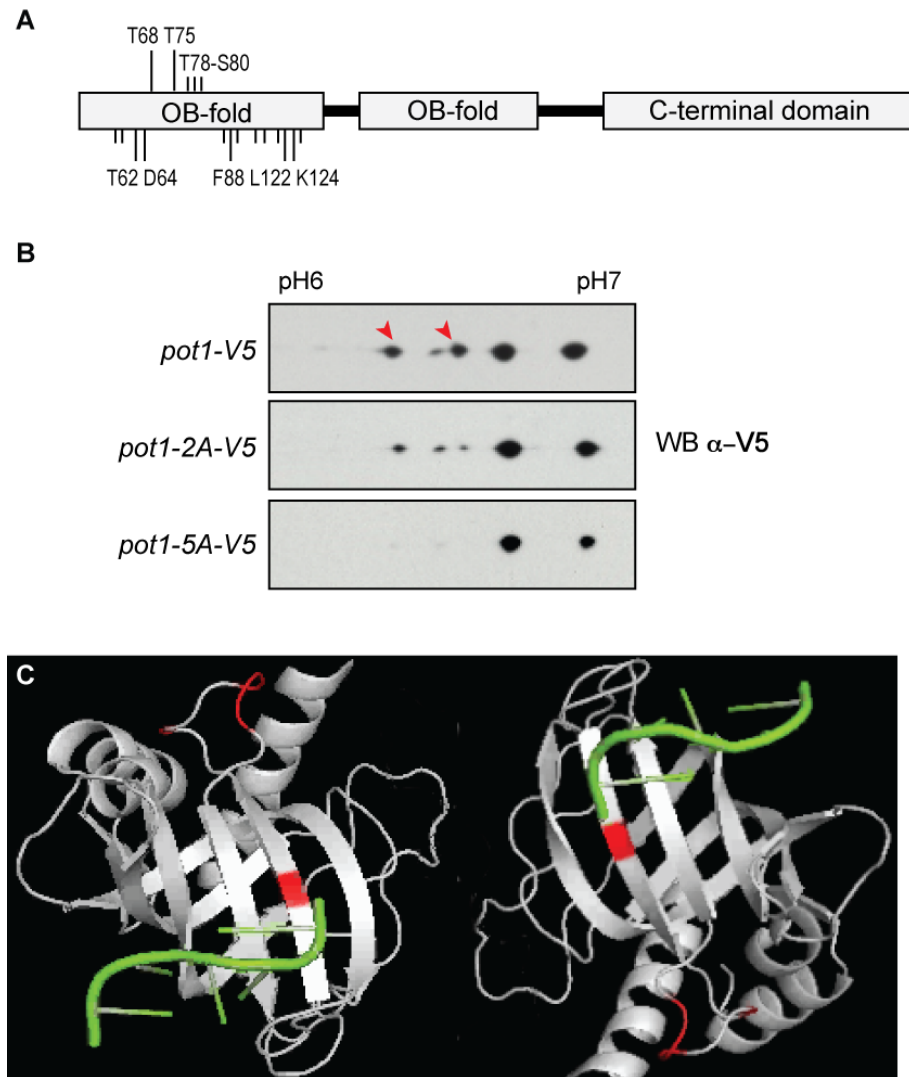 A
T68 T75
T78-S80
OB-fold OB-fold C-terminal domain
T62 D64 F88 L122 K124
B
pH6 pH7
pot1-V5
pot1-2A-V5 WB α–V5
pot1-5A-V5
C